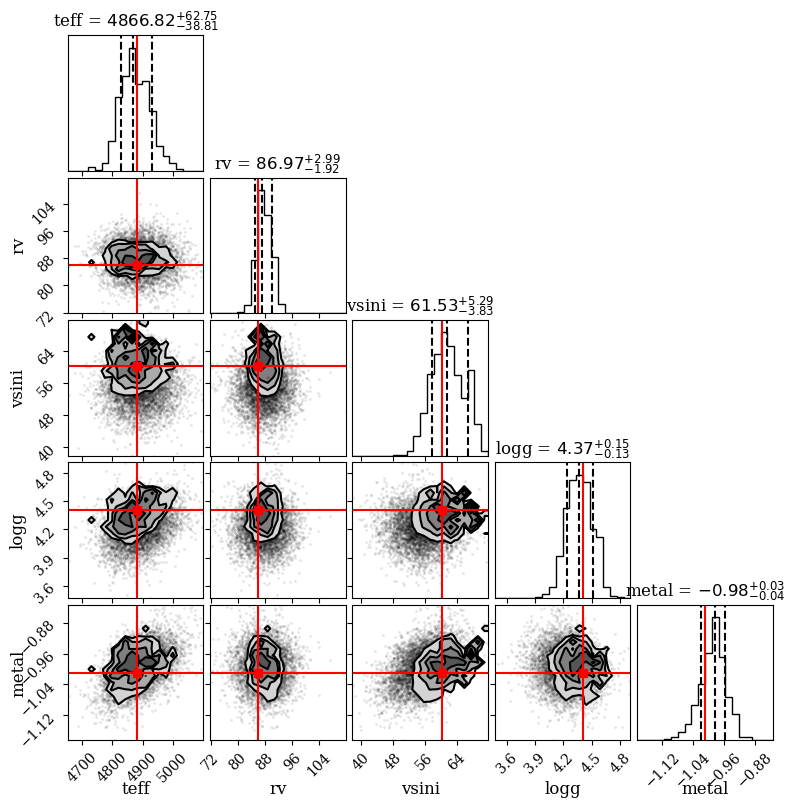 teff = 4866.82+62.75 −38.81
rv = 86.97+2.99 −1.92
rv
104
96
88
80
72
vsini = 61.53+5.29 −3.83
vsini
64
56
48
40
logg = 4.37+0.15 −0.13
logg
4.8
4.5
4.2
3.9
3.6
metal = −0.98+0.03 −0.04
metal
−0.88
−0.96
−1.04
−1.12
4700 4800 4900 5000
72 80 88 96 104
40 48 56 64
3.6 3.9 4.2 4.5 4.8
−1.12 −1.04 −0.96 −0.88
teff rv vsini logg metal